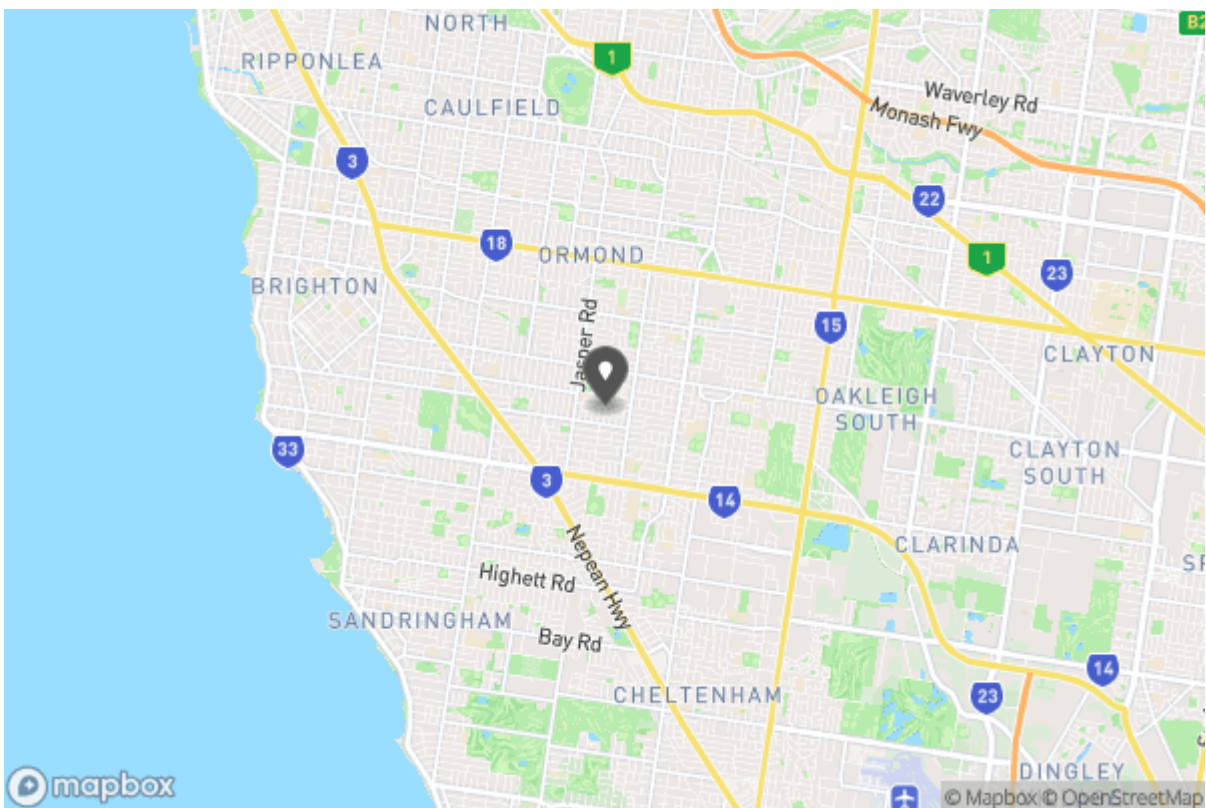 NORTH
B2
1
RIPPONLEA
Waverley Rd
CAULFIELD
Monash Fwy
3
22
18
ORMOND
1
23
BRIGHTON
Jasper Rd
15
CLAYTON
OAKLEIGH
SOUTH
33
CLAYTON
SOUTH
3
14
CLARINDA
Nepean Hwy
SP
Highett Rd
SANDRINGHAM
Bay Rd
14
CHELTENHAM
23
DINGLEY
mapbox
© Mapbox © OpenStreetMap